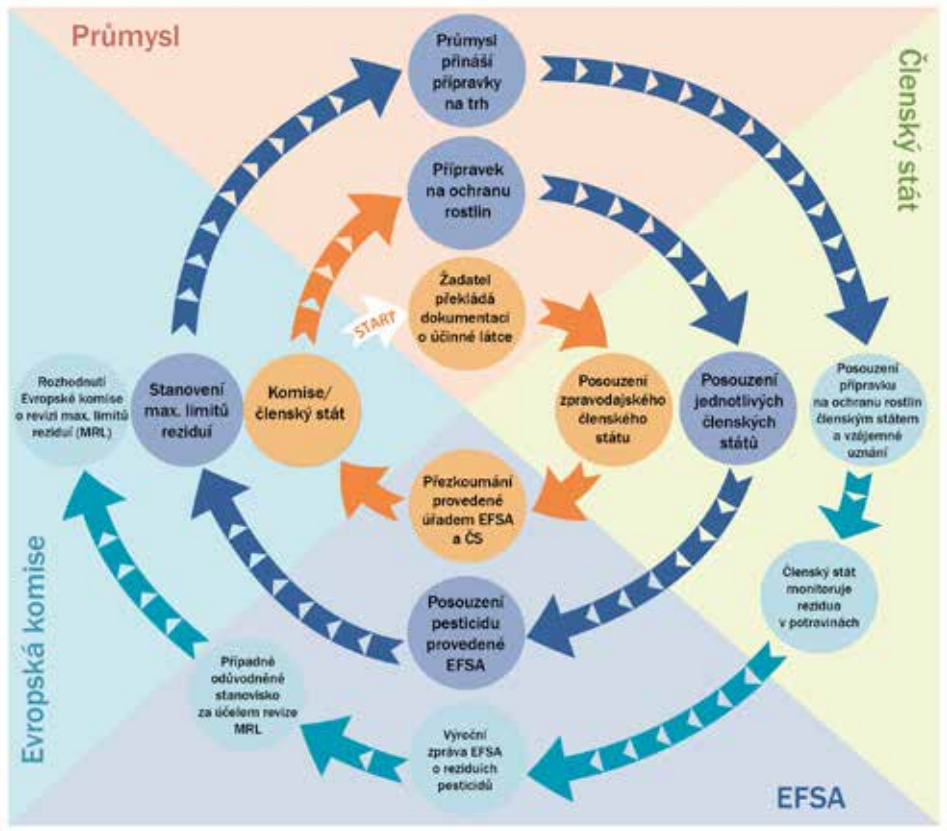 Průmysl
Členský stát
Průmysl
přináší
přípravky
na trh
Přípravek
na ochranu
rostlin
Žadatel
překládá
dokumentaci
o účinné látce
START
Rozhodnutí
Evropské komise
o revizi max. limitů
reziduí (MRL)
Stanovení
max. limitů
reziduí
Komise/
členský stát
Posouzení
zpravodajského
členského
státu
Posouzení
jednotlivých
členských
států
Posouzení
přípravku
na ochranu rostlin
členským státem
a vzájemné
uznání
Přezkoumání
provedené
úřadem EFSA
a ČS
Členský stát
monitoruje
rezidua
v potravinách
Posouzení
pesticidu
provedené
EFSA
Případné
odůvodněné
stanovisko
za účelem revize
MRL
Výroční
zpráva EFSA
o reziduích
pesticidů
Evropská komise
EFSA